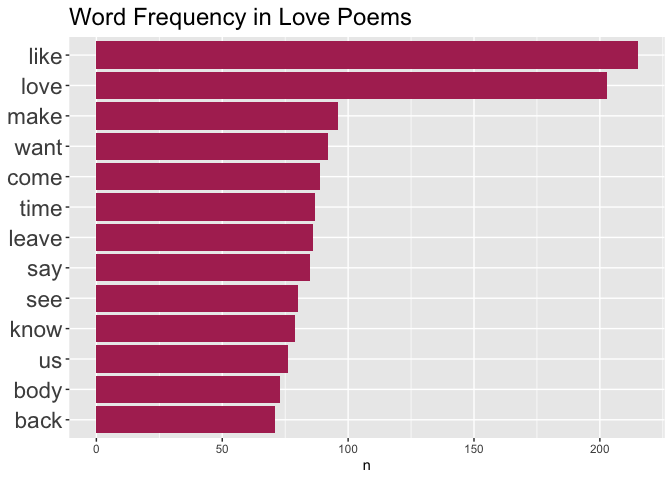 Word Frequency in Love Poems
like
love
make
want
come
time
leave
say
see
know
us
body
back
0 50 100 150 200
n